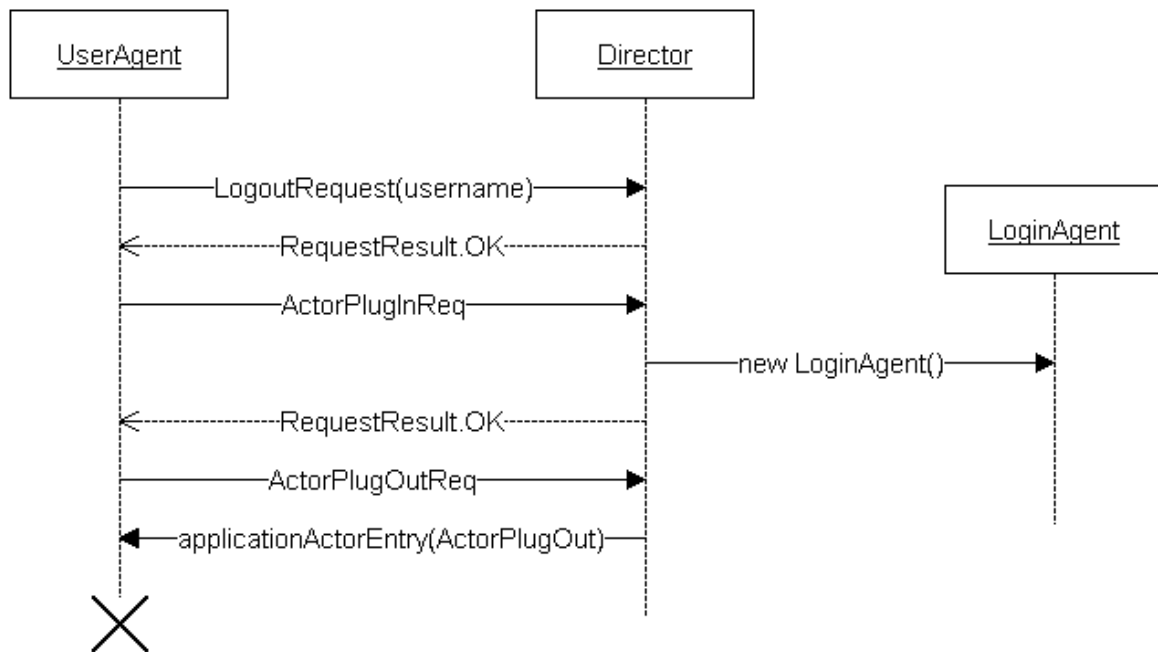 UserAgent
Director
LogoutRequest(username)
LoginAgent
RequestResult.OK
ActorPlugInReq
new LoginAgent()
RequestResult.OK
ActorPlugOutReq
applicationActorEntry(ActorPlugOut)